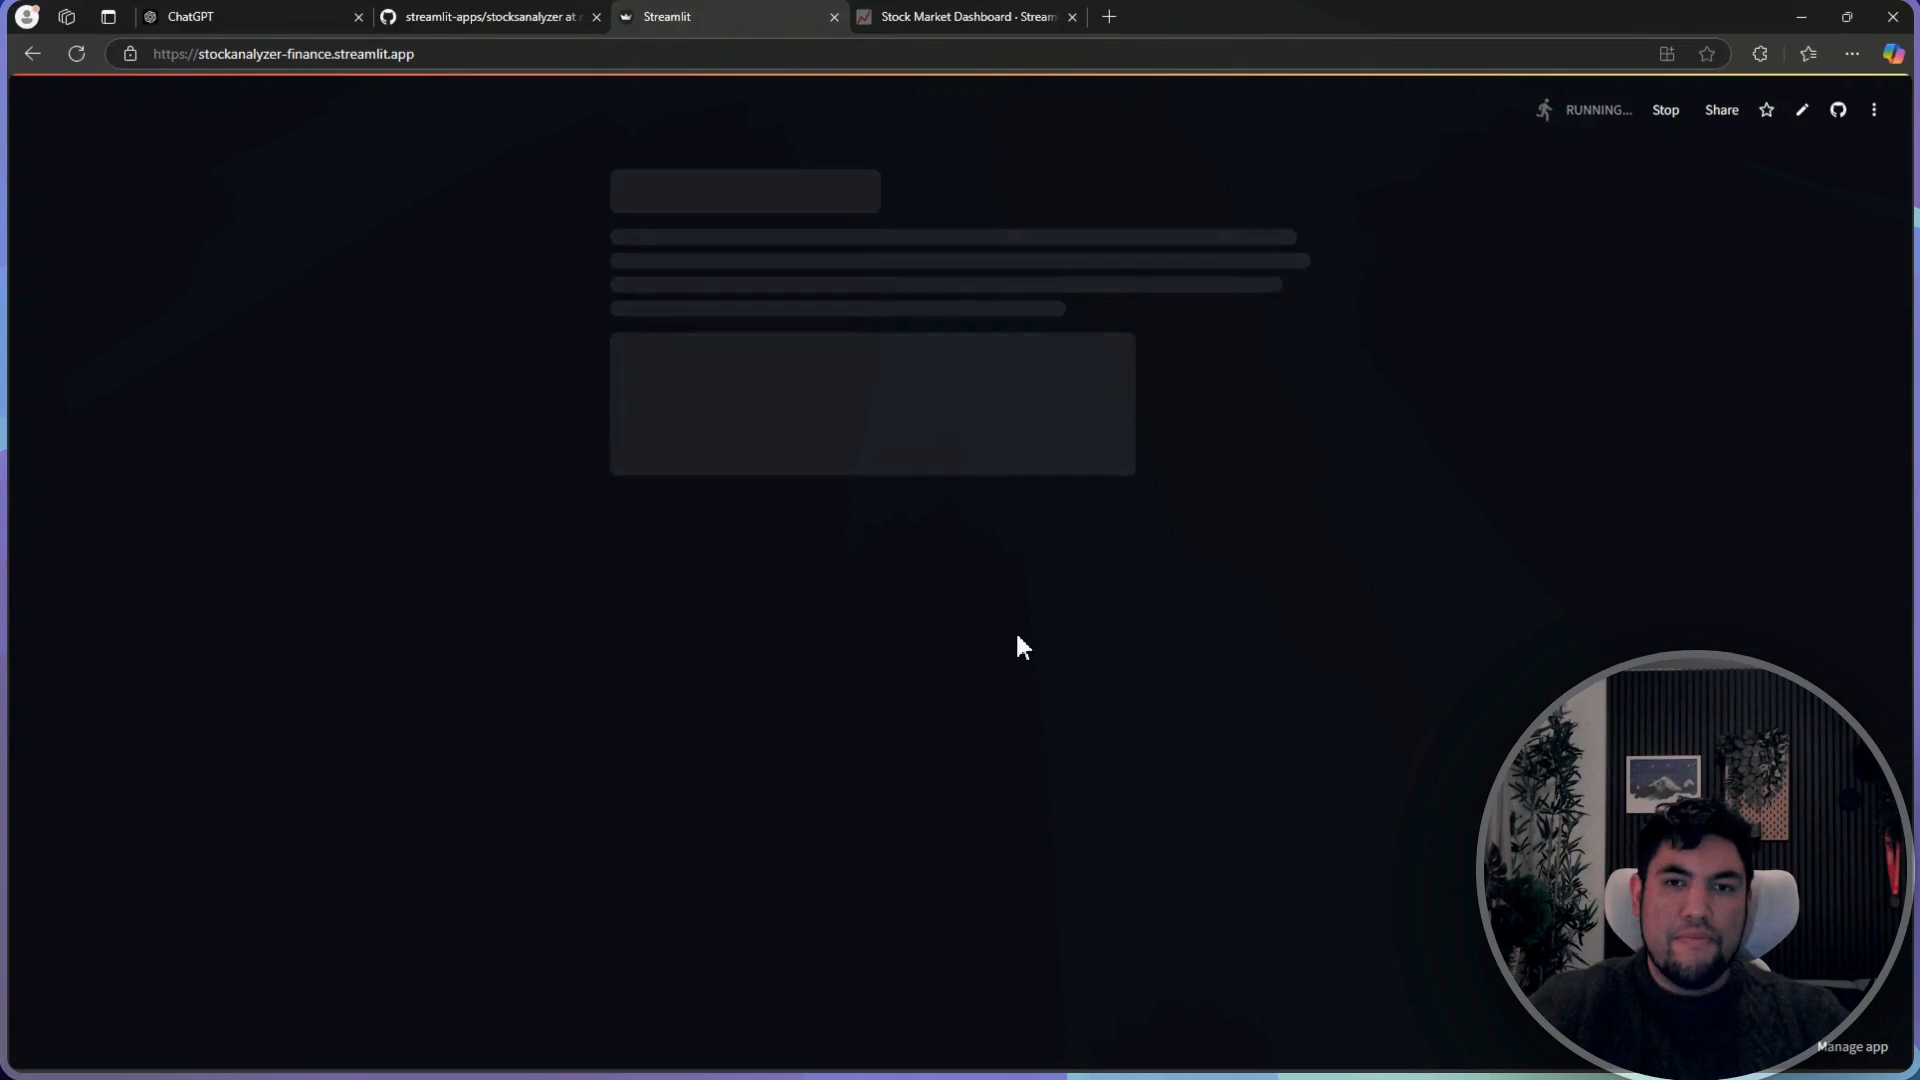 ChatGPT
streamlit-apps/stocksanalyzer at
Streamlit
Stock Market Dashboard · Stream
https://stockanalyzer-finance.streamlit.app
RUNNING...
Stop
Share
Manage app